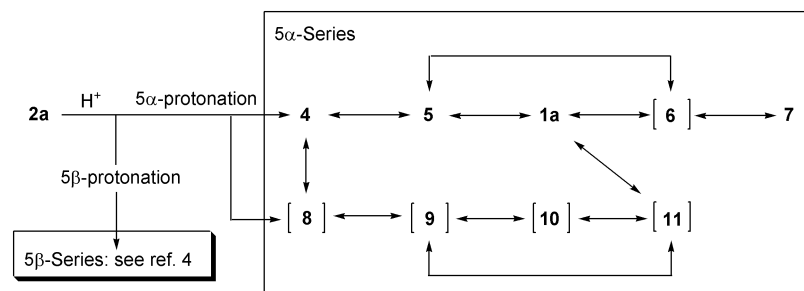 5α-Series
H⁺
5α-protonation
2a 4 5 1a [ 6 ] 7
5β-protonation
[ 8 ] [ 9 ] [10] [11]
5β-Series: see ref. 4